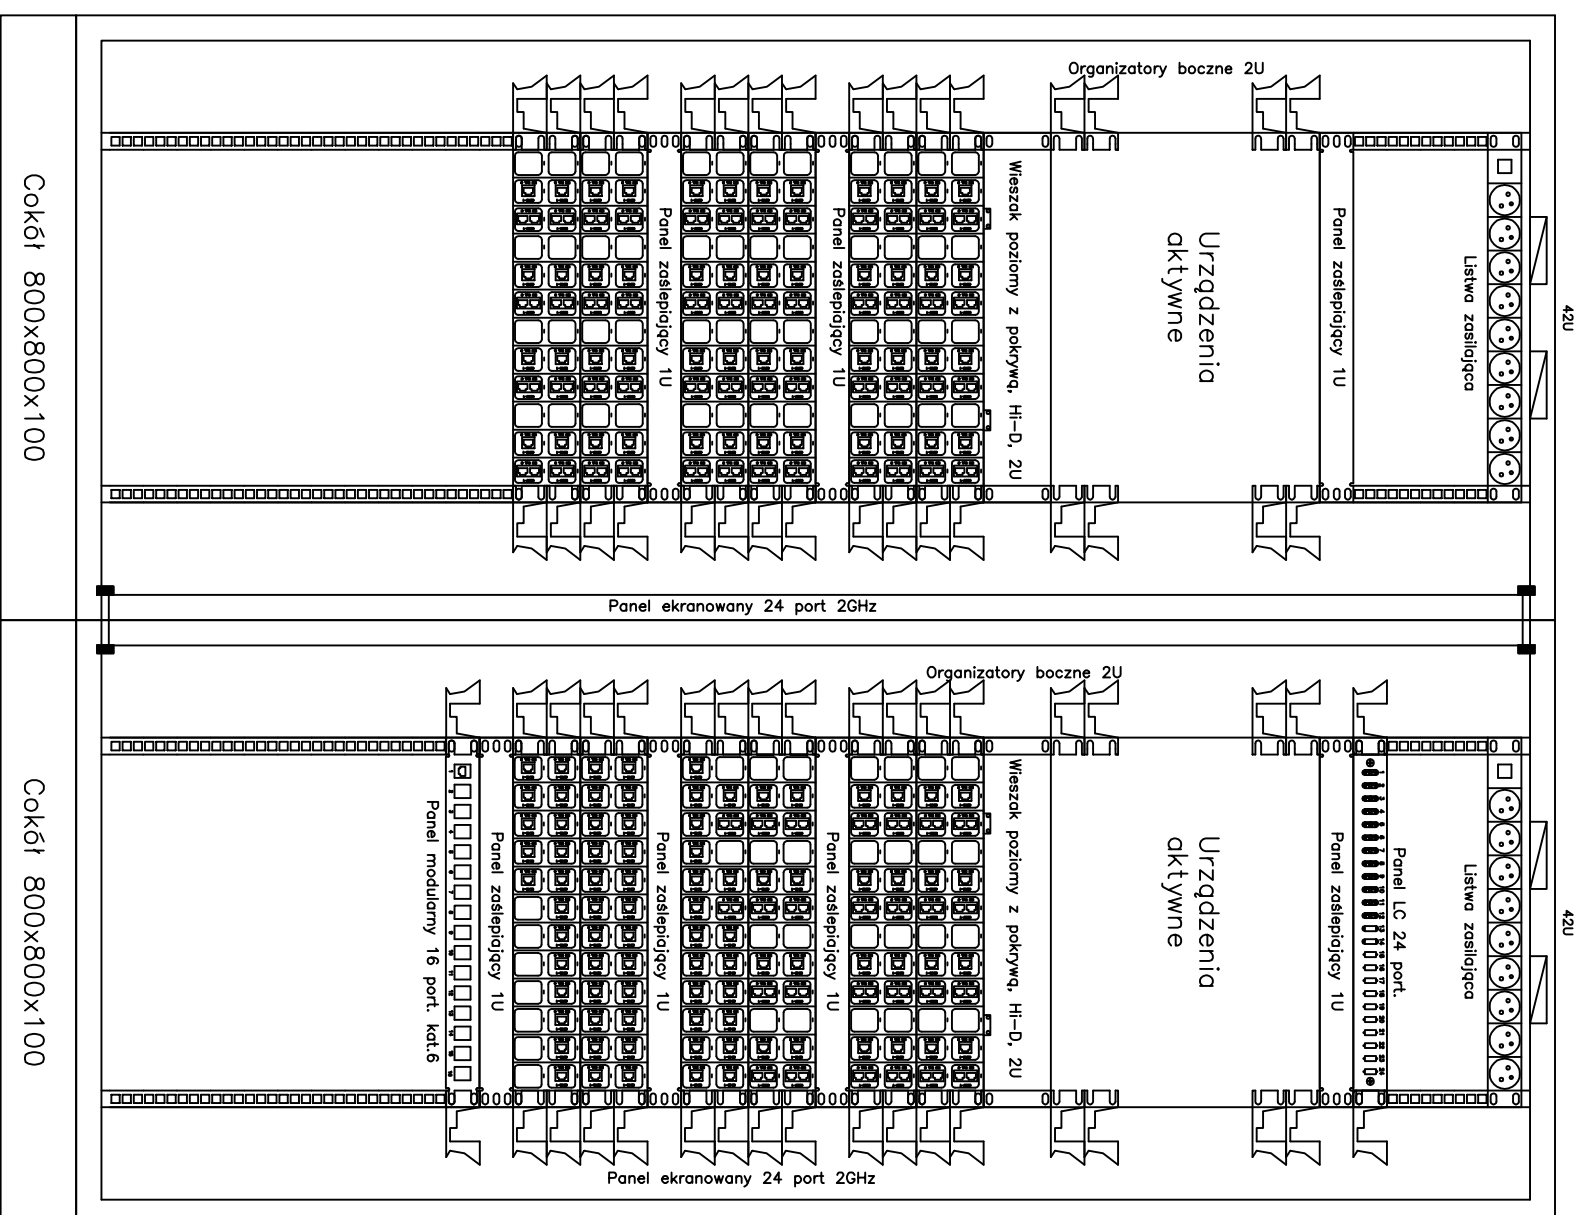 Organizatory boczne 2U
42U
Listwa zasilająca
Panel zaślepiający 1U
Urządzenia
aktywne
Wieszak poziomy z pokrywą, Hi-D, 2U
Panel zaślepiający 1U
Panel zaślepiający 1U
Cokół 800x800x100
Panel ekranowany 24 port 2GHz
Organizatory boczne 2U
42U
Listwa zasilająca
Panel LC 24 port.
Panel zaślepiający 1U
Urządzenia
aktywne
Wieszak poziomy z pokrywą, Hi-D, 2U
Panel zaślepiający 1U
Panel zaślepiający 1U
Panel zaślepiający 1U
Panel modularny 16 port. kat.6
Cokół 800x800x100
Panel ekranowany 24 port 2GHz